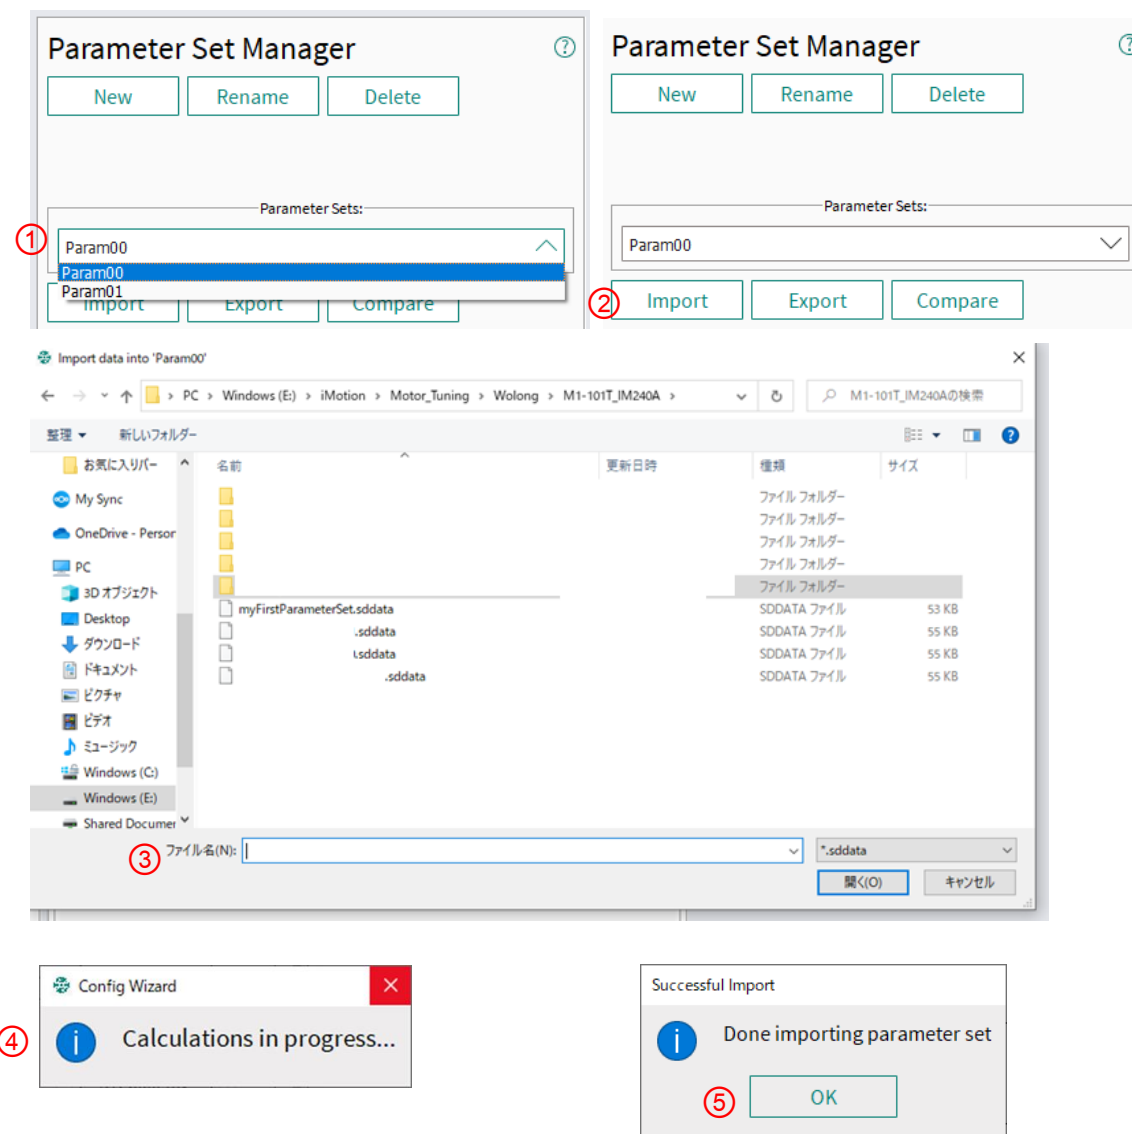 Parameter Set Manager
?
New
Rename
Delete
Parameter Sets:
①
Param00
Param00
Param01
Import
Export
Compare
Parameter Set Manager
?
New
Rename
Delete
Parameter Sets:
Param00
②
Import
Export
Compare
Import data into 'Param00'
PC › Windows (E:) › iMotion › Motor_Tuning › Wolong › M1-101T_IM240A ›
M1-101T_IM240Aの検索
整理
新しいフォルダー
?
お気に入りバー
名前
更新日時
種類
サイズ
My Sync
OneDrive - Person
PC
3D オブジェクト
Desktop
ダウンロード
ドキュメント
ピクチャ
ビデオ
ミュージック
Windows (C:)
Windows (E:)
Shared Documen
ファイル フォルダー
ファイル フォルダー
ファイル フォルダー
ファイル フォルダー
ファイル フォルダー
myFirstParameterSet.sddata
SDDATA ファイル
53 KB
.sddata
SDDATA ファイル
55 KB
.sddata
SDDATA ファイル
55 KB
.sddata
SDDATA ファイル
55 KB
③
ファイル名(N):
*.sddata
開く(O)
キャンセル
Config Wizard
④
i
Calculations in progress...
Successful Import
i
Done importing parameter set
⑤
OK